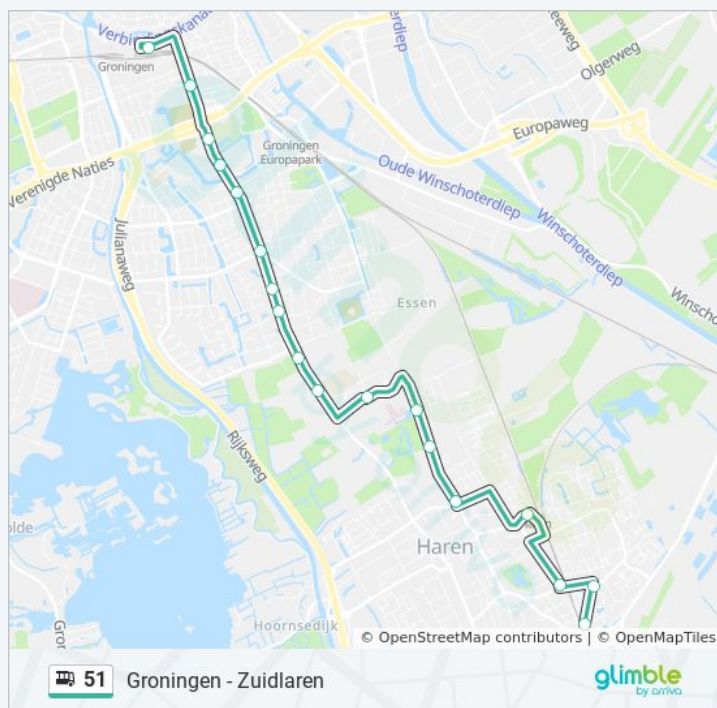 Verbindingskanaal
Groningen
Groningen
Europapark
Verenigde Naties
Julianaweg
Oude Winschoterdiep
Winschoterdiep
Europaweg
Olgerweg
Essen
Rijksweg
Haren
Hoornsedijk
© OpenStreetMap contributors | © OpenMapTiles
51 Groningen - Zuidlaren
glimble
by arriva